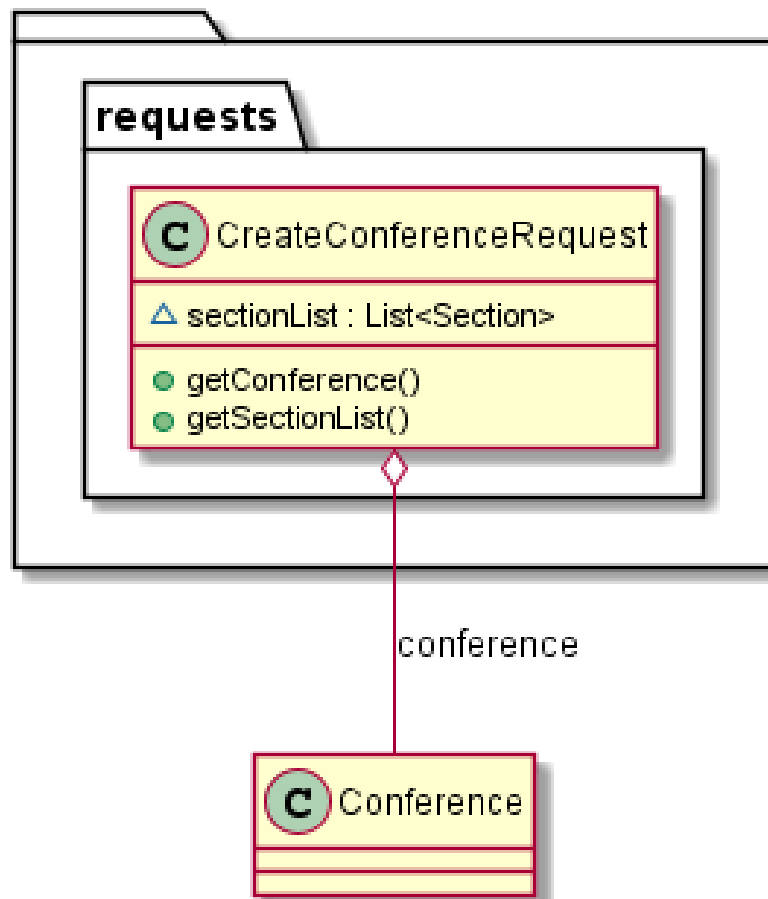 requests
C CreateConferenceRequest
sectionList : List<Section>
getConference()
getSectionList()
conference
C Conference